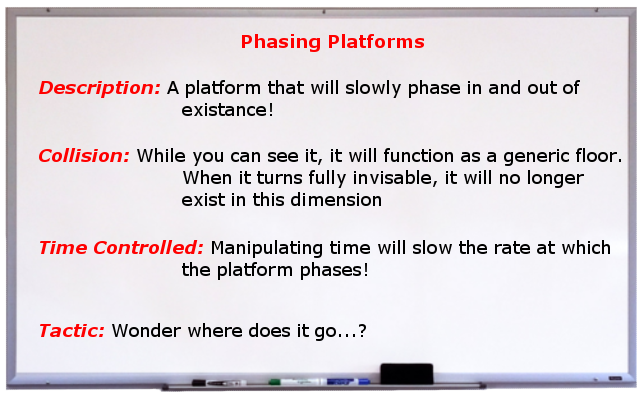 Phasing Platforms
Description: A platform that will slowly phase in and out of
existance!
Collision: While you can see it, it will function as a generic floor.
When it turns fully invisable, it will no longer
exist in this dimension
Time Controlled: Manipulating time will slow the rate at which
the platform phases!
Tactic: Wonder where does it go...?